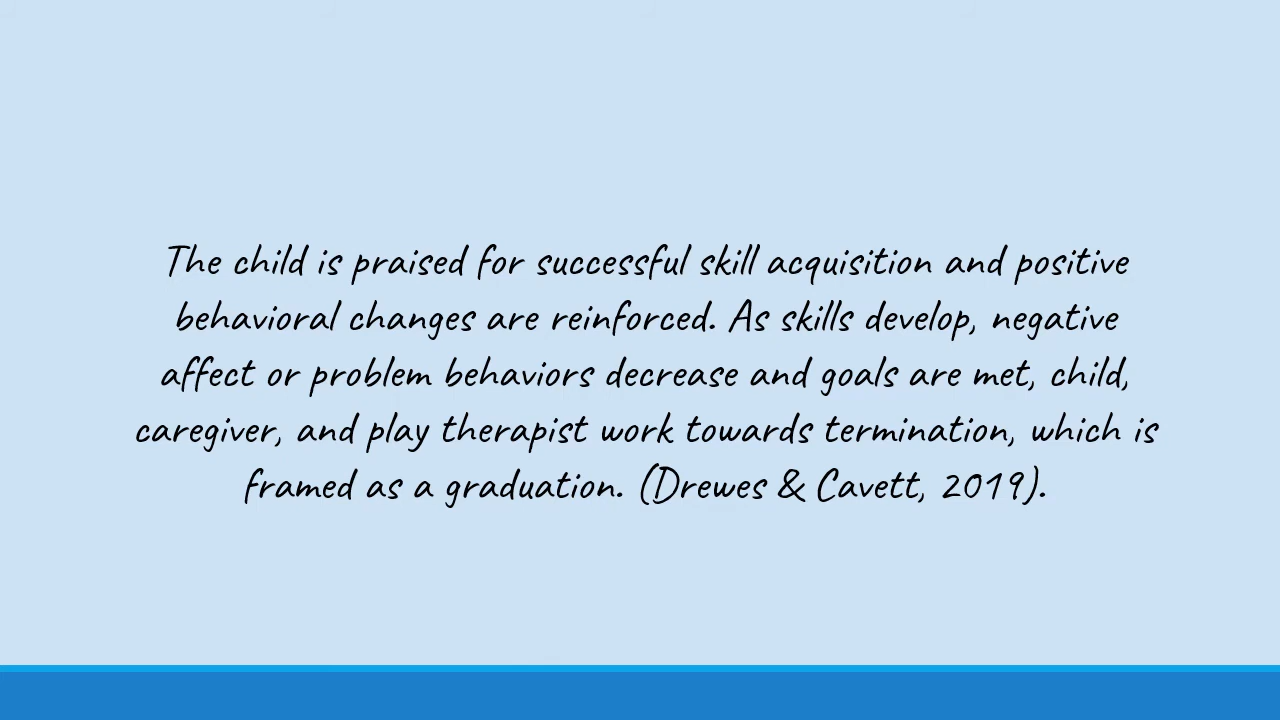 The child is praised for successful skill acquisition and positive
behavioral changes are reinforced. As skills develop, negative
affect or problem behaviors decrease and goals are met, child,
caregiver, and play therapist work towards termination, which is
framed as a graduation. (Drewes & Cavett, 2019).